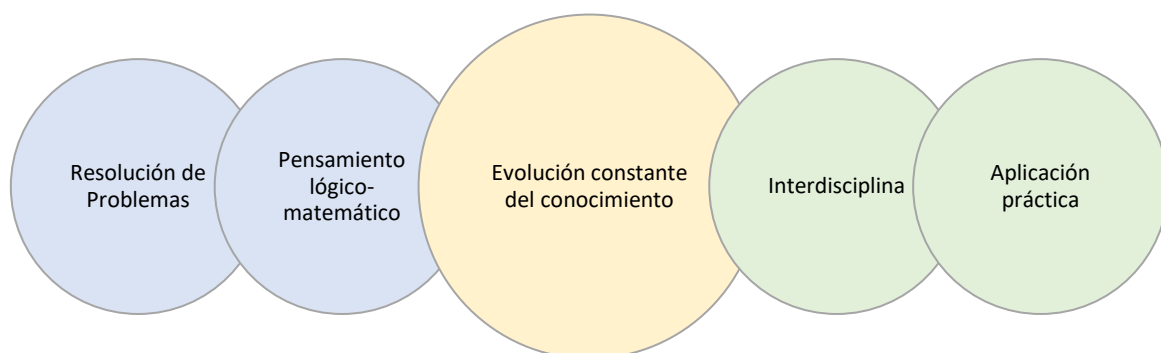 Resolución de
Problemas
Pensamiento
lógico-
matemático
Evolución constante
del conocimiento
Interdisciplina
Aplicación
práctica